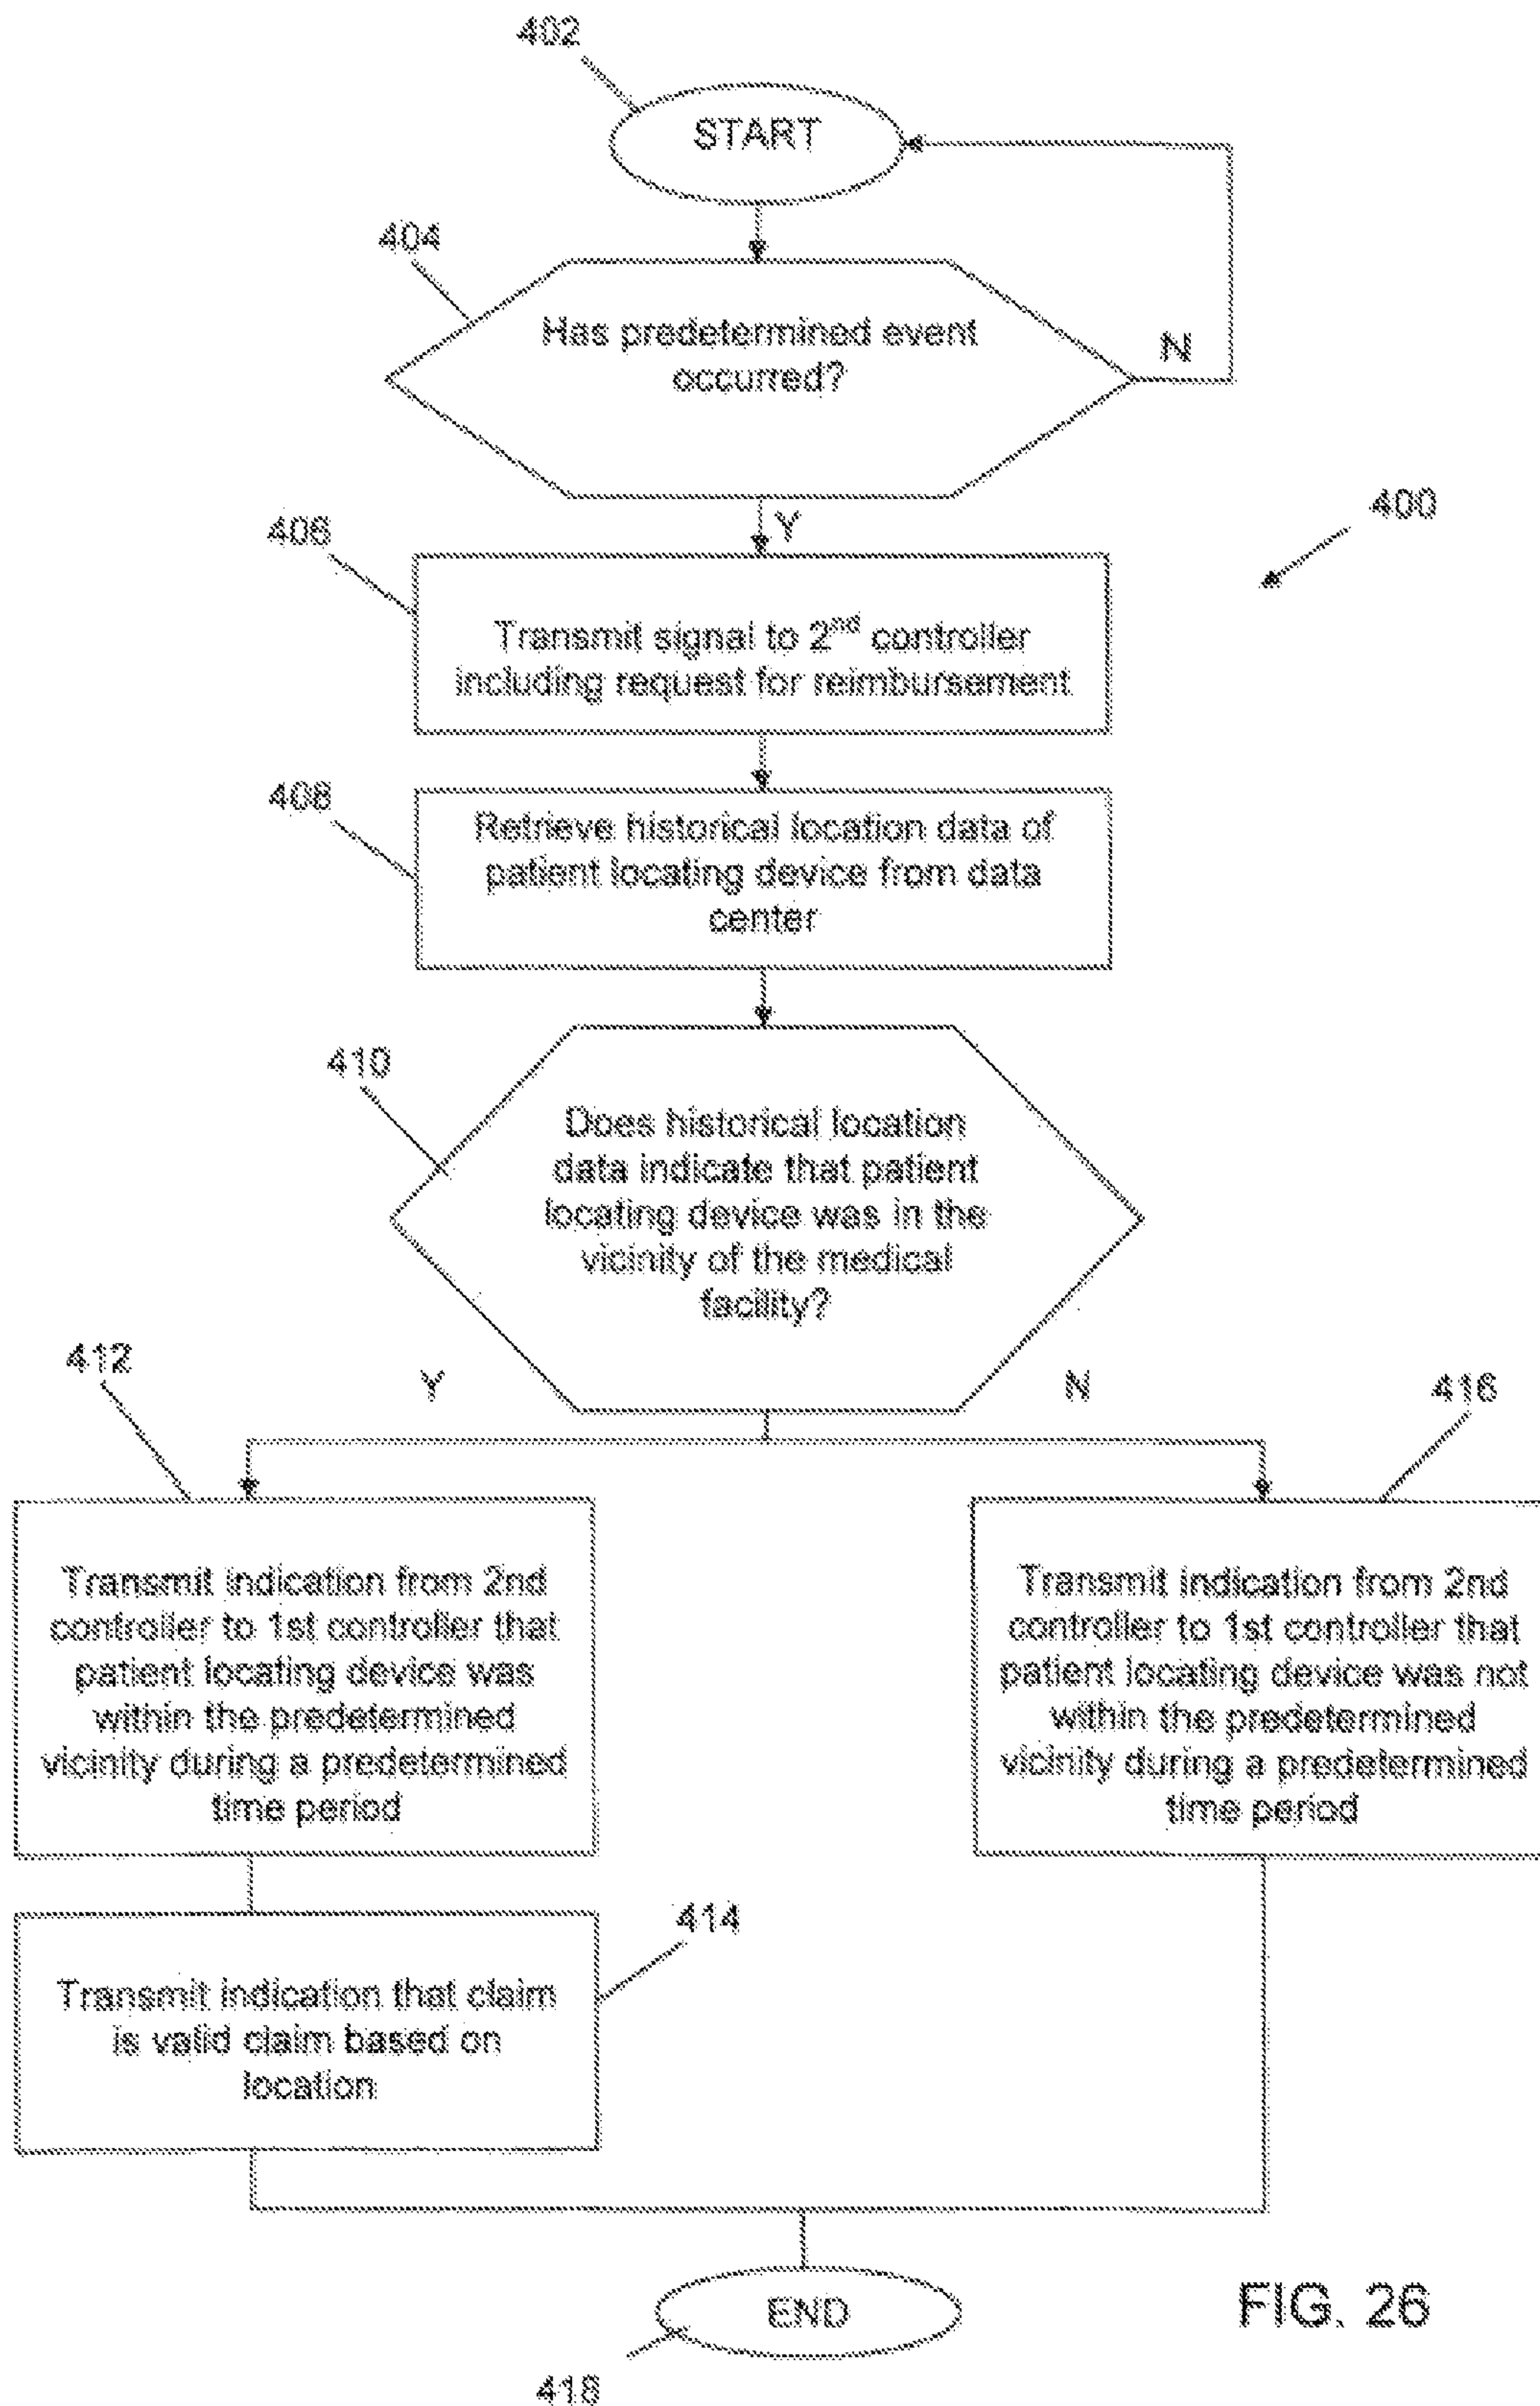 402
START
404
Has predetermined event
occurred?
N
Y
400
406
Transmit signal to 2nd controller
including request for reimbursement
408
Retrieve historical location data of
patient locating device from data
center
410
Does historical location
data indicate that patient
locating device was in the
vicinity of the medical
facility?
412
Y
N
416
Transmit indication from 2nd
controller to 1st controller that
patient locating device was
within the predetermined
vicinity during a predetermined
time period
Transmit indication from 2nd
controller to 1st controller that
patient locating device was not
within the predetermined
vicinity during a predetermined
time period
414
Transmit indication that claim
is valid claim based on
location
END
418
FIG. 26